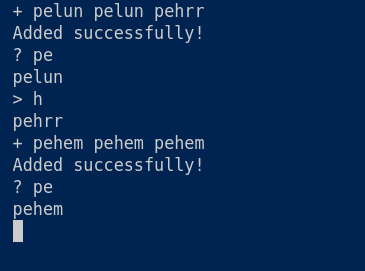 + pelun pelun pehrr
Added successfully!
? pe
pelun
> h
pehrr
+ pehem pehem pehem
Added successfully!
? pe
pehem